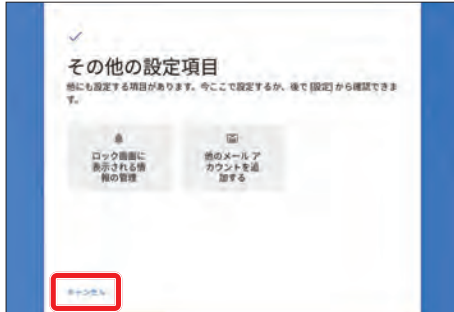 その他の設定項目
他にも設定する項目があります。今ここで設定するか、後で [設定] から確認できま
す。
ロック画面に
表示される情
報の管理
他のメール ア
カウントを追
加する
キャンセル